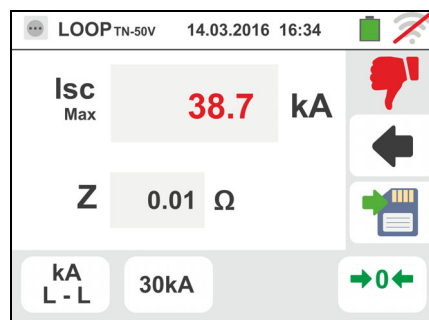 LOOP TN-50V 14.03.2016 16:34
Isc Max 38.7 kA
Z 0.01 Ω
kA
L - L
30kA
0